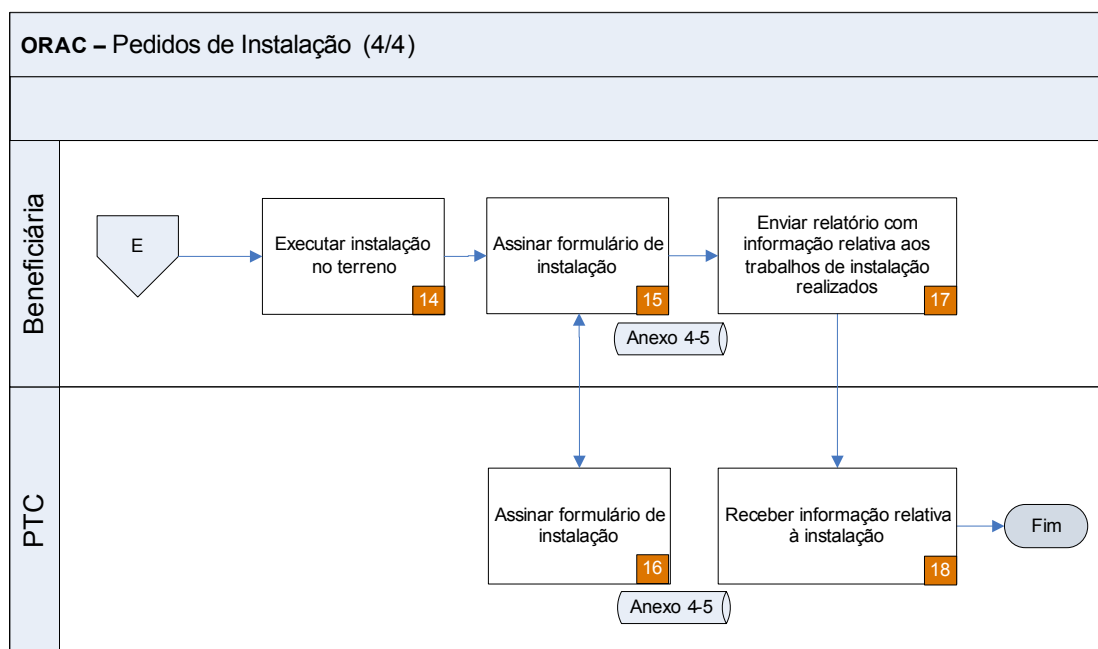 ORAC – Pedidos de Instalação (4/4)
Beneficiária
E
Executar instalação
no terreno
14
Assinar formulário de
instalação
15
Anexo 4-5
Enviar relatório com
informação relativa aos
trabalhos de instalação
realizados
17
PTC
Assinar formulário de
instalação
16
Anexo 4-5
Receber informação relativa
à instalação
18
Fim